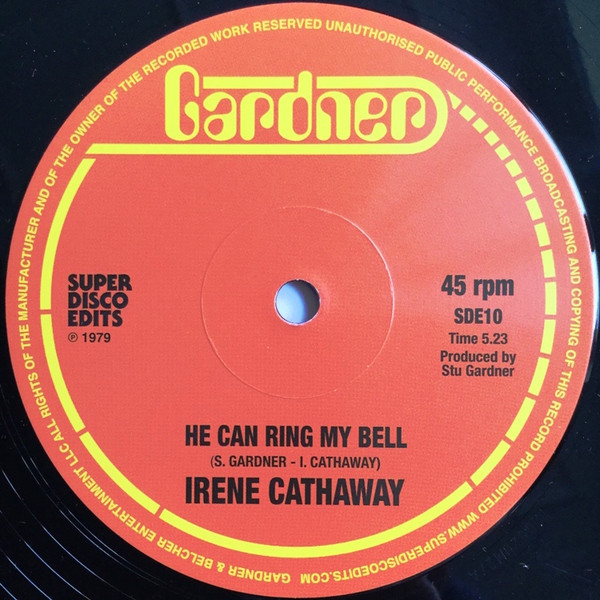 Gardner
SUPER
DISCO
EDITS
℗ 1979
45 rpm
SDE10
Time 5.23
Produced by
Stu Gardner
HE CAN RING MY BELL
(S. GARDNER - I. CATHAWAY)
IRENE CATHAWAY
GARDNER & BELCHER ENTERTAINMENT LLC ALL RIGHTS OF THE MANUFACTURER AND OF THE OWNER OF THE RECORDED WORK RESERVED UNAUTHORISED PUBLIC PERFORMANCE BROADCASTING AND COPYING OF THIS RECORD PROHIBITED WWW.SUPERDISCOEDITS.COM